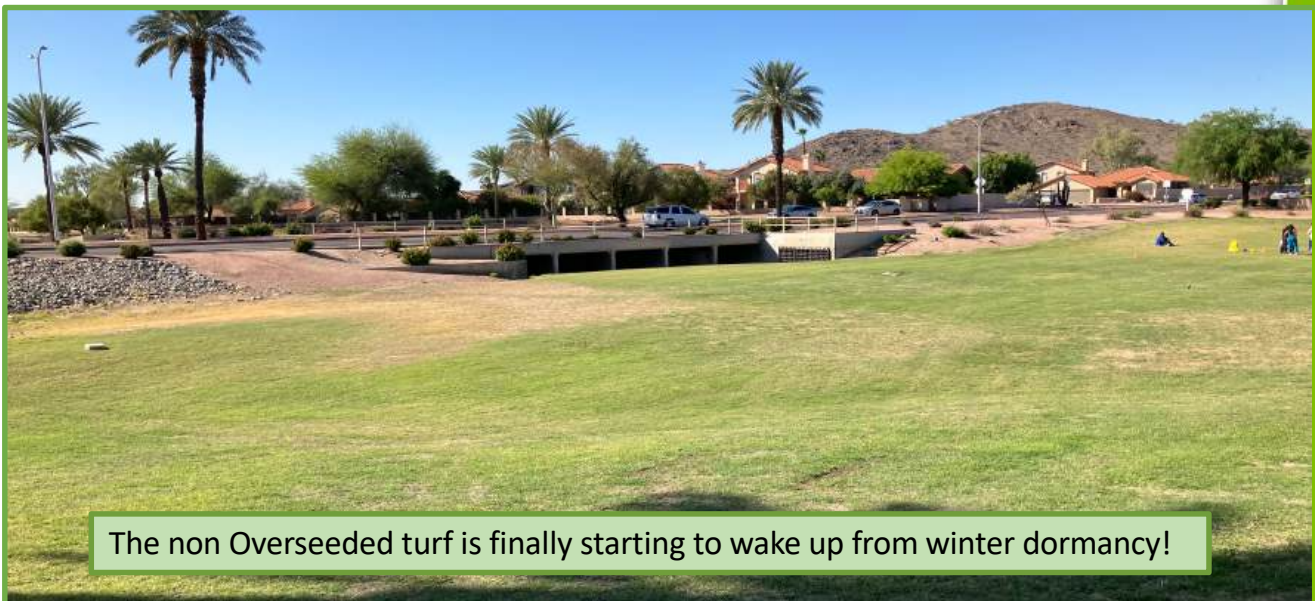 The non Overseeded turf is finally starting to wake up from winter dormancy!